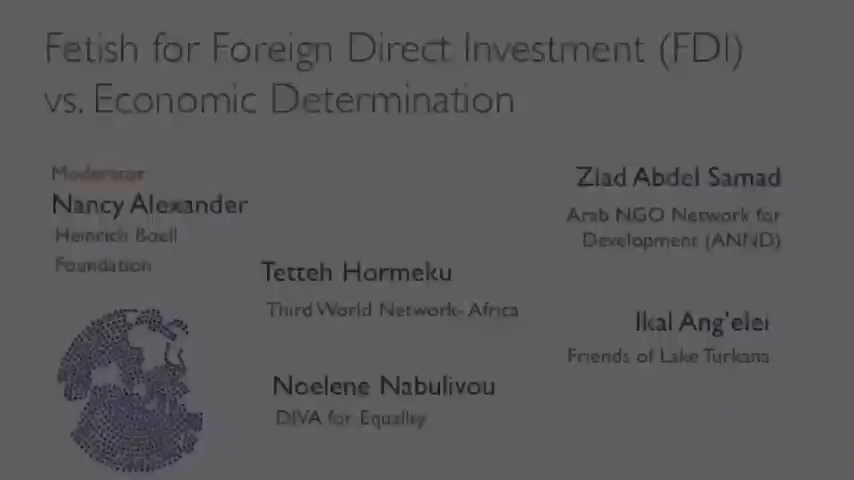 Fetish for Foreign Direct Investment (FDI)
vs. Economic Determination
Moderator
Nancy Alexander
Heinrich Boell
Foundation
Ziad Abdel Samad
Arab NGO Network for
Development (ANND)
Tetteh Hormeku
Third World Network- Africa
Ikal Ang'elei
Friends of Lake Turkana
Noelene Nabulivou
DIVA for Equality